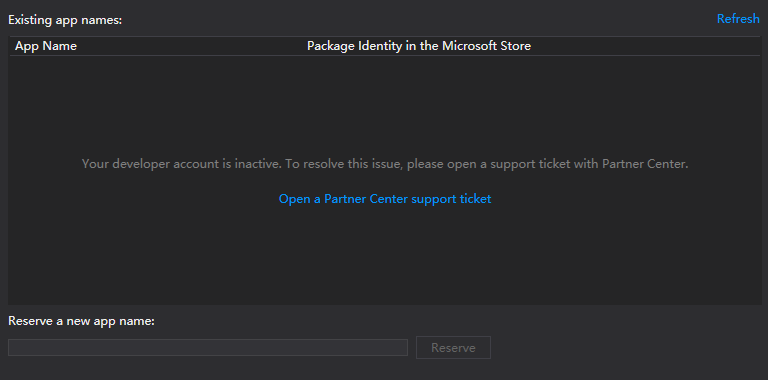 Existing app names:
Refresh
App Name
Package Identity in the Microsoft Store
Your developer account is inactive. To resolve this issue, please open a support ticket with Partner Center.
Open a Partner Center support ticket
Reserve a new app name:
Reserve